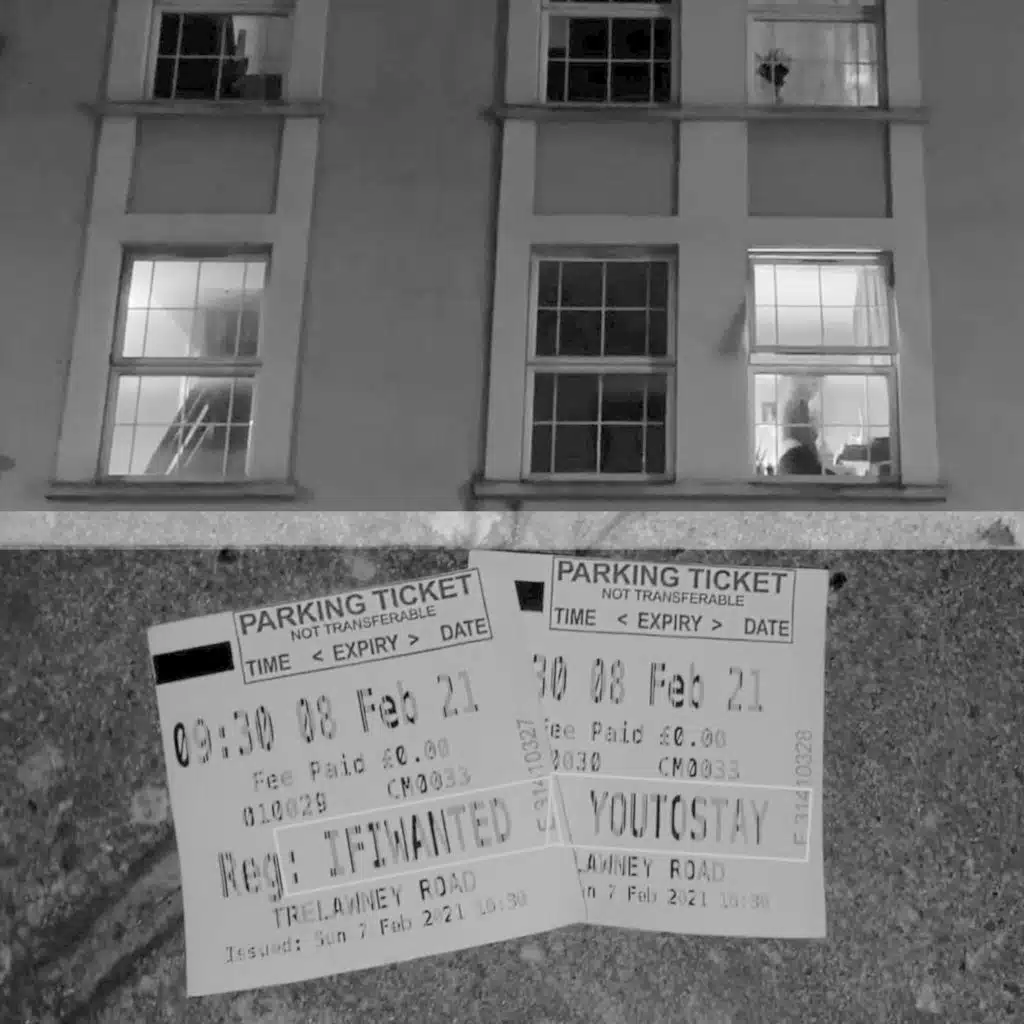 PARKING TICKET
NOT TRANSFERABLE
TIME < EXPIRY > DATE
09:30 08 Feb 21
Fee Paid £0.00
010029 CM0033
Reg: IFIWANTED
TRELAWNEY ROAD
Issued: Sun 7 Feb 2021 16:30
E 31410327
PARKING TICKET
NOT TRANSFERABLE
TIME < EXPIRY > DATE
30 08 Feb 21
Fee Paid £0.00
0030 CM0033
YOUTOSTAY
LAWNEY ROAD
7 Feb 2021 16:30
E 31410328